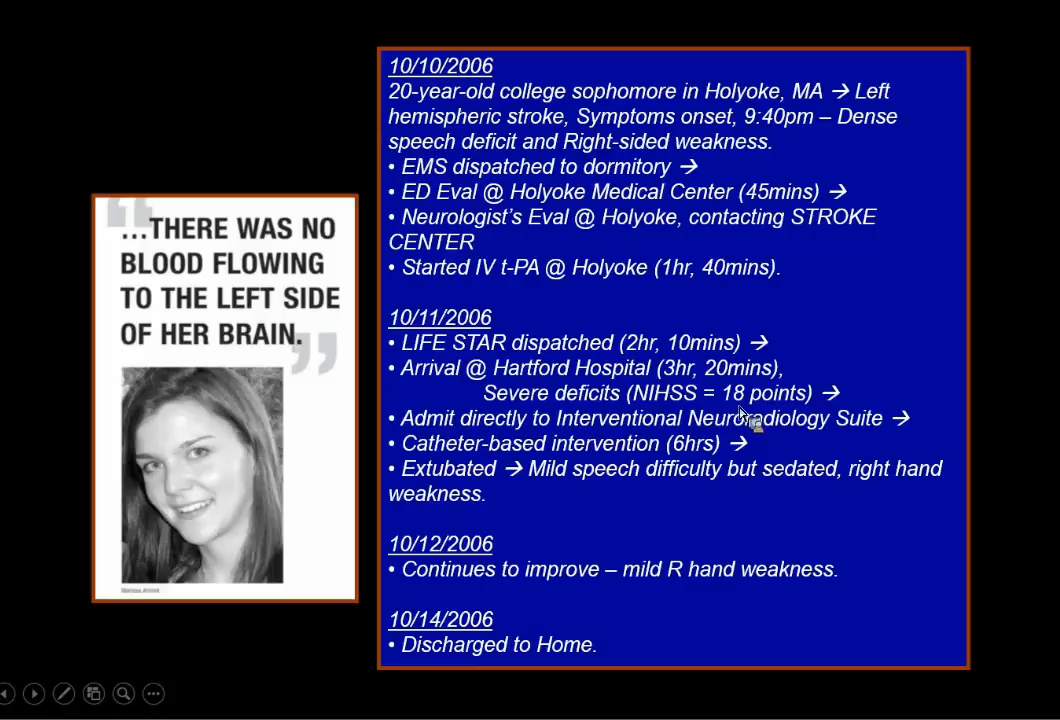 …THERE WAS NO
BLOOD FLOWING
TO THE LEFT SIDE
OF HER BRAIN.
10/10/2006
20-year-old college sophomore in Holyoke, MA → Left
hemispheric stroke, Symptoms onset, 9:40pm – Dense
speech deficit and Right-sided weakness.
• EMS dispatched to dormitory →
• ED Eval @ Holyoke Medical Center (45mins) →
• Neurologist's Eval @ Holyoke, contacting STROKE
CENTER
• Started IV t-PA @ Holyoke (1hr, 40mins).
10/11/2006
• LIFE STAR dispatched (2hr, 10mins) →
• Arrival @ Hartford Hospital (3hr, 20mins),
Severe deficits (NIHSS = 18 points) →
• Admit directly to Interventional Neuroradiology Suite →
• Catheter-based intervention (6hrs) →
• Extubated → Mild speech difficulty but sedated, right hand
weakness.
10/12/2006
• Continues to improve – mild R hand weakness.
10/14/2006
• Discharged to Home.